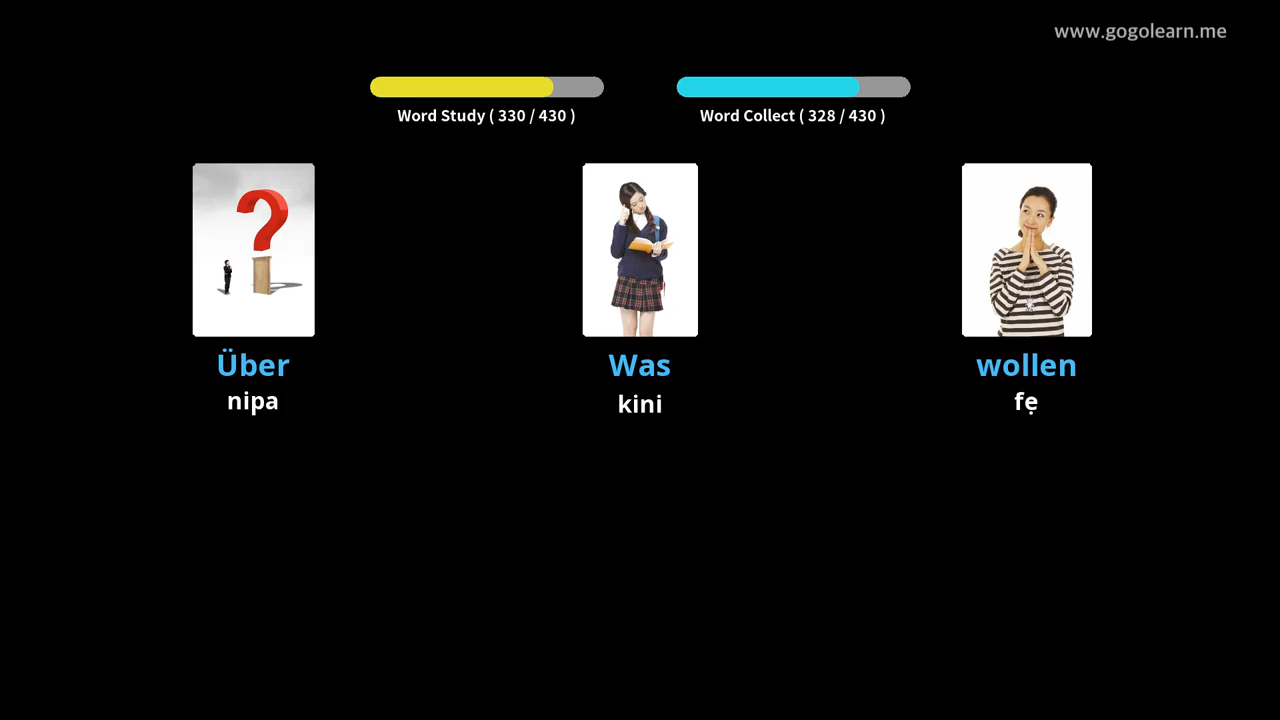 www.gogolearn.me
Word Study ( 330 / 430 )
Word Collect ( 328 / 430 )
Über
Was
wollen
nipa
kini
fẹ